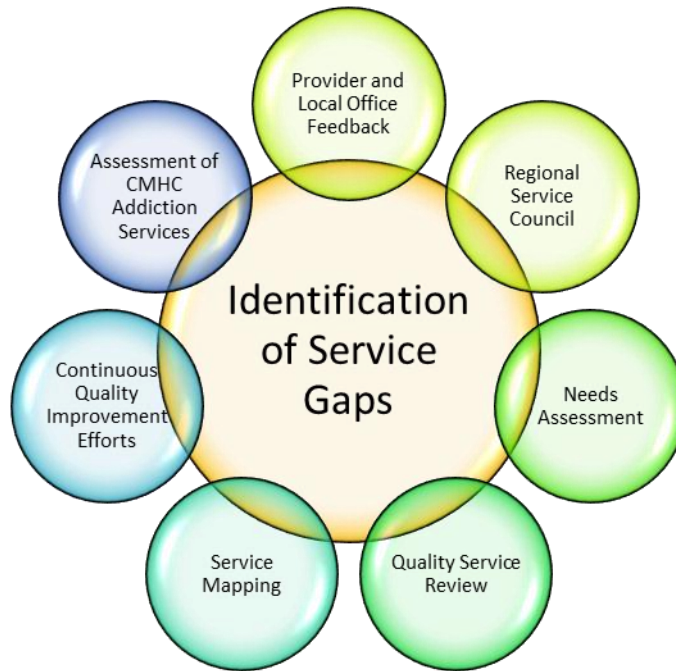 Provider and
Local Office
Feedback
Regional
Service
Council
Needs
Assessment
Quality Service
Review
Service
Mapping
Continuous
Quality
Improvement
Efforts
Assessment of
CMHC
Addiction
Services
Identification
of Service
Gaps